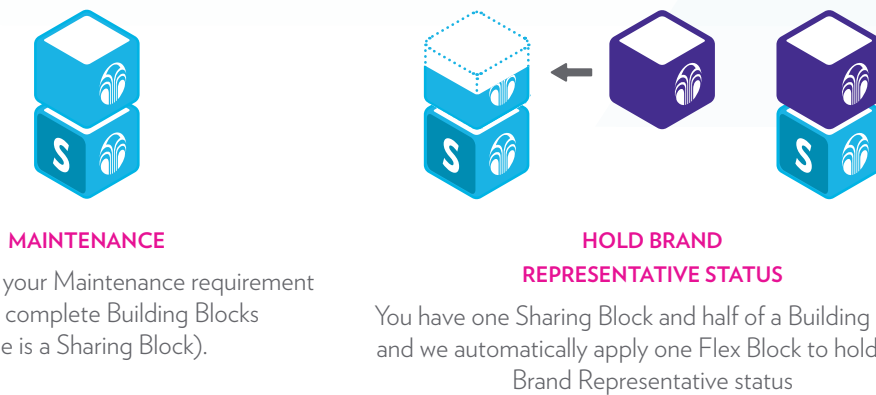 S
S
S
MAINTENANCE
your Maintenance requirement
complete Building Blocks
is a Sharing Block).
HOLD BRAND
REPRESENTATIVE STATUS
You have one Sharing Block and half of a Building
and we automatically apply one Flex Block to hold
Brand Representative status